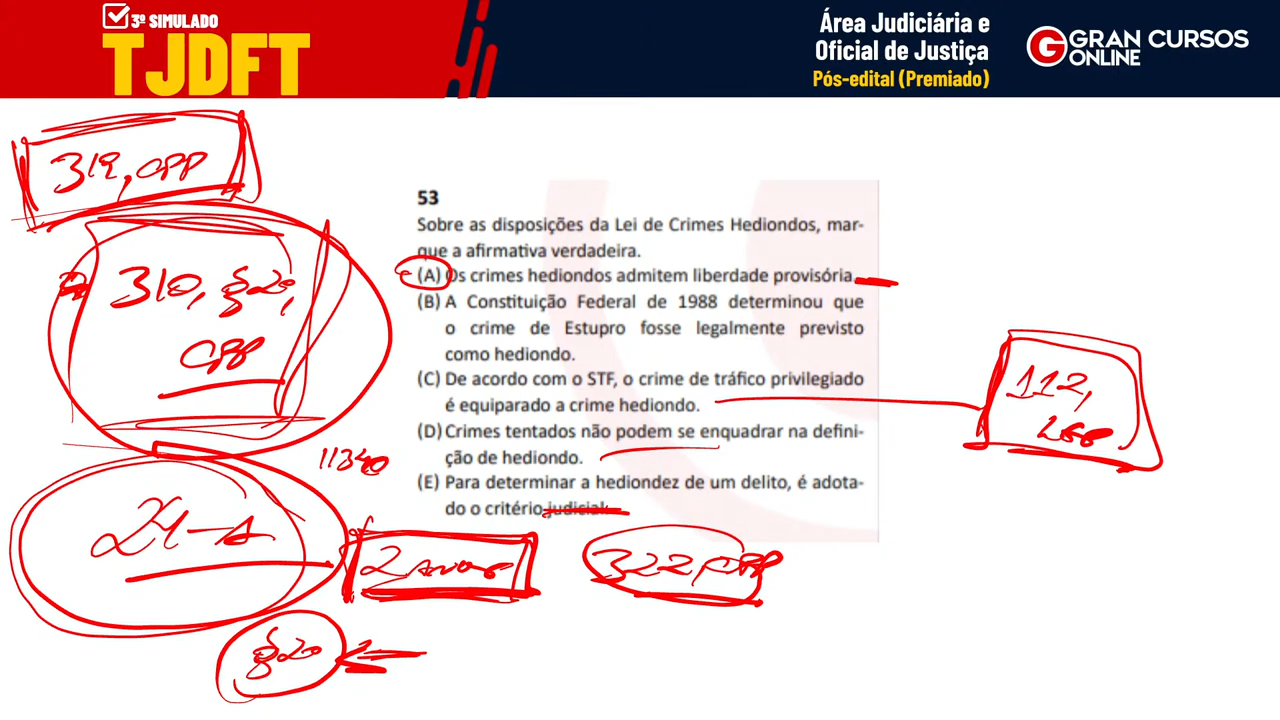 3º SIMULADO
TJDFT
Área Judiciária e
Oficial de Justiça
Pós-edital (Premiado)
GRAN CURSOS
ONLINE
319, CPP
310, § 2º,
CPP
11340
24-A
2 anos
322, CPP
§ 2º
112,
LEP
53
Sobre as disposições da Lei de Crimes Hediondos, mar-
que a afirmativa verdadeira.
(A) Os crimes hediondos admitem liberdade provisória.
(B) A Constituição Federal de 1988 determinou que
o crime de Estupro fosse legalmente previsto
como hediondo.
(C) De acordo com o STF, o crime de tráfico privilegiado
é equiparado a crime hediondo.
(D) Crimes tentados não podem se enquadrar na defini-
ção de hediondo.
(E) Para determinar a hediondez de um delito, é adota-
do o critério judicial.